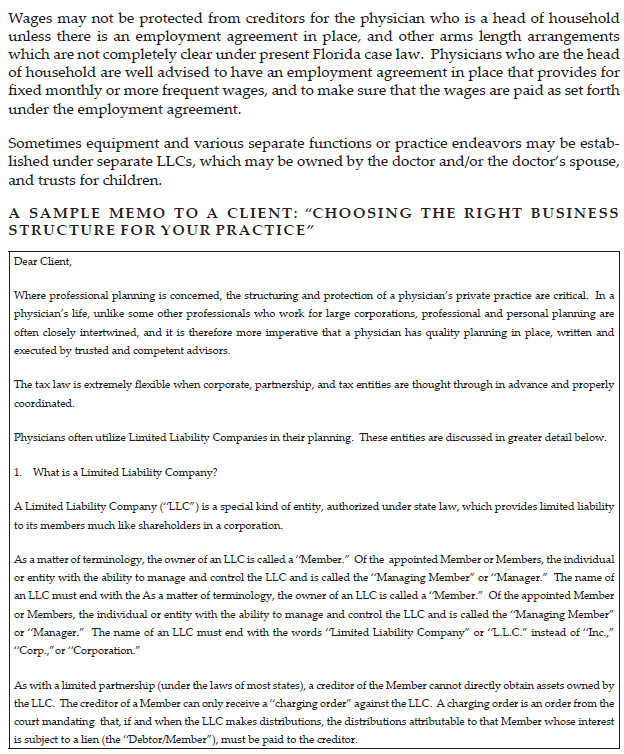 Wages may not be protected from creditors for the physician who is a head of household
unless there is an employment agreement in place, and other arms length arrangements
which are not completely clear under present Florida case law. Physicians who are the head
of household are well advised to have an employment agreement in place that provides for
fixed monthly or more frequent wages, and to make sure that the wages are paid as set forth
under the employment agreement.
Sometimes equipment and various separate functions or practice endeavors may be estab-
lished under separate LLCs, which may be owned by the doctor and/or the doctor's spouse,
and trusts for children.
A SAMPLE MEMO TO A CLIENT: "CHOOSING THE RIGHT BUSINESS
STRUCTURE FOR YOUR PRACTICE"
Dear Client,
Where professional planning is concerned, the structuring and protection of a physician's private practice are critical. In a
physician's life, unlike some other professionals who work for large corporations, professional and personal planning are
often closely intertwined, and it is therefore more imperative that a physician has quality planning in place, written and
executed by trusted and competent advisors.
The tax law is extremely flexible when corporate, partnership, and tax entities are thought through in advance and properly
coordinated.
Physicians often utilize Limited Liability Companies in their planning. These entities are discussed in greater detail below.
1. What is a Limited Liability Company?
A Limited Liability Company ("LLC") is a special kind of entity, authorized under state law, which provides limited liability
to its members much like shareholders in a corporation.
As a matter of terminology, the owner of an LLC is called a "Member." Of the appointed Member or Members, the individual
or entity with the ability to manage and control the LLC and is called the "Managing Member" or "Manager." The name of
an LLC must end with the As a matter of terminology, the owner of an LLC is called a "Member." Of the appointed Member
or Members, the individual or entity with the ability to manage and control the LLC and is called the "Managing Member"
or "Manager." The name of an LLC must end with the words "Limited Liability Company" or "L.L.C." instead of "Inc.,"
"Corp.," or "Corporation."
As with a limited partnership (under the laws of most states), a creditor of the Member cannot directly obtain assets owned by
the LLC. The creditor of a Member can only receive a "charging order" against the LLC. A charging order is an order from the
court mandating that, if and when the LLC makes distributions, the distributions attributable to that Member whose interest
is subject to a lien (the "Debtor/Member"), must be paid to the creditor.